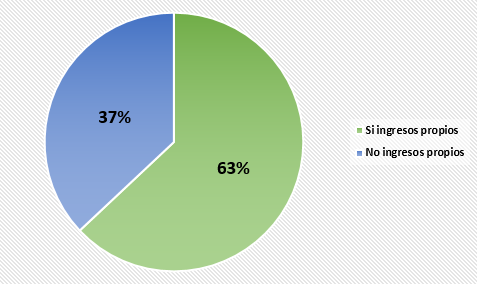 37%
63%
Si ingresos propios
No ingresos propios